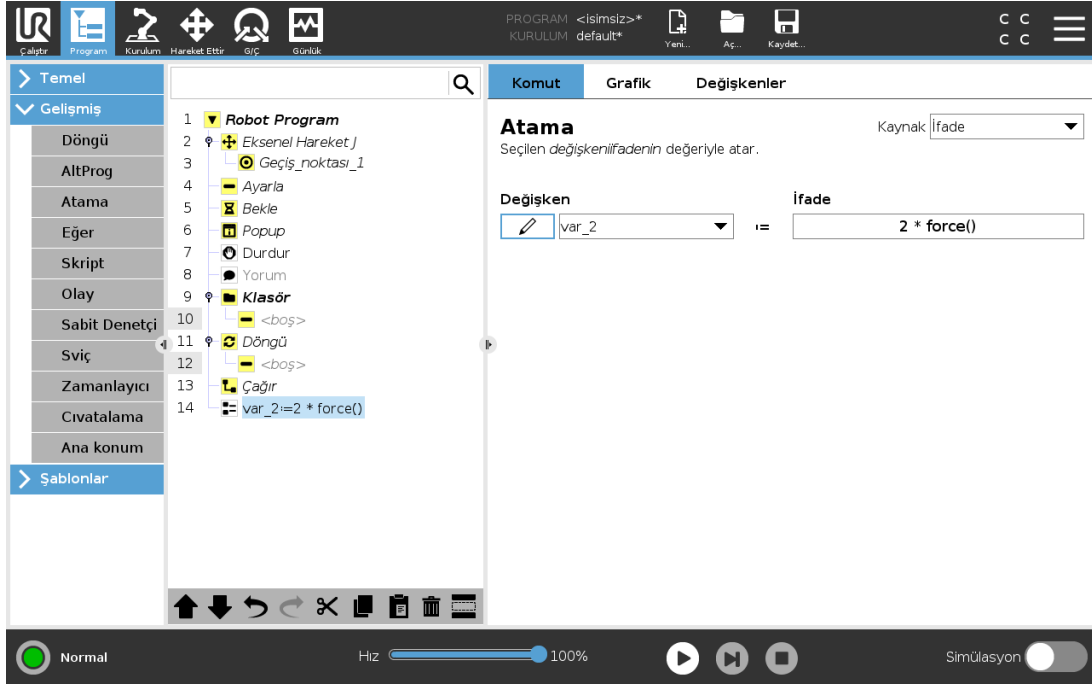 UR
PROGRAM <isimsiz>*
KURULUM default*
C C
C C
Çalıştır Program Kurulum Hareket Ettir G/Ç Günlük Yeni... Aç... Kaydet...
Temel
Gelişmiş
Döngü
AltProg
Atama
Eğer
Skript
Olay
Sabit Denetçi
Sviç
Zamanlayıcı
Cıvatalama
Ana konum
Şablonlar
1 Robot Program
2 Eksenel Hareket J
3 Geçiş_noktası_1
4 Ayarla
5 Bekle
6 Popup
7 Durdur
8 Yorum
9 Klasör
10 <boş>
11 Döngü
12 <boş>
13 Çağır
14 var_2:=2 * force()
Komut Grafik Değişkenler
Atama
Kaynak İfade
Seçilen değişkeniifadenin değeriyle atar.
Değişken İfade
var_2 := 2 * force()
Normal
Hız 100%
Simülasyon